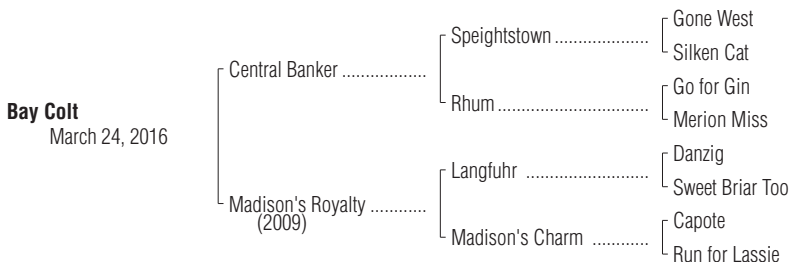 Gone West
Speightstown ....................
Silken Cat
Central Banker ..................
Go for Gin
Rhum ................................
Merion Miss
Bay Colt
March 24, 2016
Danzig
Langfuhr ..........................
Sweet Briar Too
Madison's Royalty ............
(2009)
Capote
Madison's Charm ............
Run for Lassie